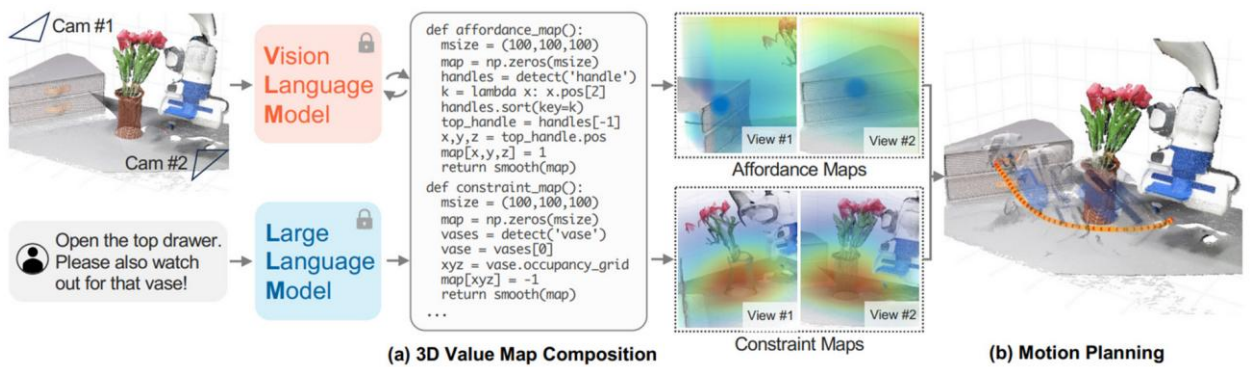 Cam #1
Cam #2
Open the top drawer.
Please also watch
out for that vase!
Vision
Language
Model
Large
Language
Model
def affordance_map():
  msize = (100,100,100)
  map = np.zeros(msize)
  handles = detect('handle')
  k = lambda x: x.pos[2]
  handles.sort(key=k)
  top_handle = handles[-1]
  x,y,z = top_handle.pos
  map[x,y,z] = 1
  return smooth(map)
def constraint_map():
  msize = (100,100,100)
  map = np.zeros(msize)
  vases = detect('vase')
  vase = vases[0]
  xyz = vase.occupancy_grid
  map[xyz] = -1
  return smooth(map)
...
View #1
View #2
Affordance Maps
View #1
View #2
Constraint Maps
(a) 3D Value Map Composition
(b) Motion Planning